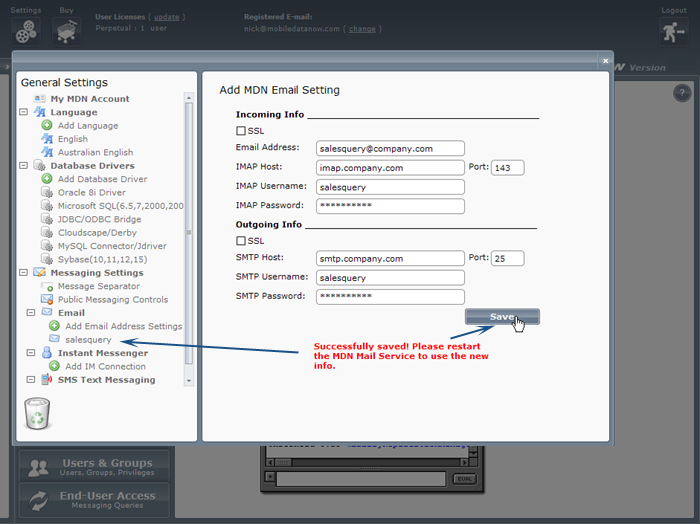 Settings
Buy
User Licenses ( update )
Perpetual : 1 user
Registered E-mail:
nick@mobiledatanow.com ( change )
Logout
Version
?
General Settings
My MDN Account
Language
Add Language
English
Australian English
Database Drivers
Add Database Driver
Oracle 8i Driver
Microsoft SQL(6.5,7,2000,200
JDBC/ODBC Bridge
Cloudscape/Derby
MySQL Connector/Jdriver
Sybase(10,11,12,15)
Messaging Settings
Message Separator
Public Messaging Controls
Email
Add Email Address Settings
salesquery
Instant Messenger
Add IM Connection
SMS Text Messaging
Add MDN Email Setting
Incoming Info
SSL
Email Address: salesquery@company.com
IMAP Host: imap.company.com Port: 143
IMAP Username: salesquery
IMAP Password: **********
Outgoing Info
SSL
SMTP Host: smtp.company.com Port: 25
SMTP Username: salesquery
SMTP Password: **********
Save
Successfully saved! Please restart
the MDN Mail Service to use the new
info.
Users & Groups
Users, Groups, Privileges
End-User Access
Messaging Queries
EVAL